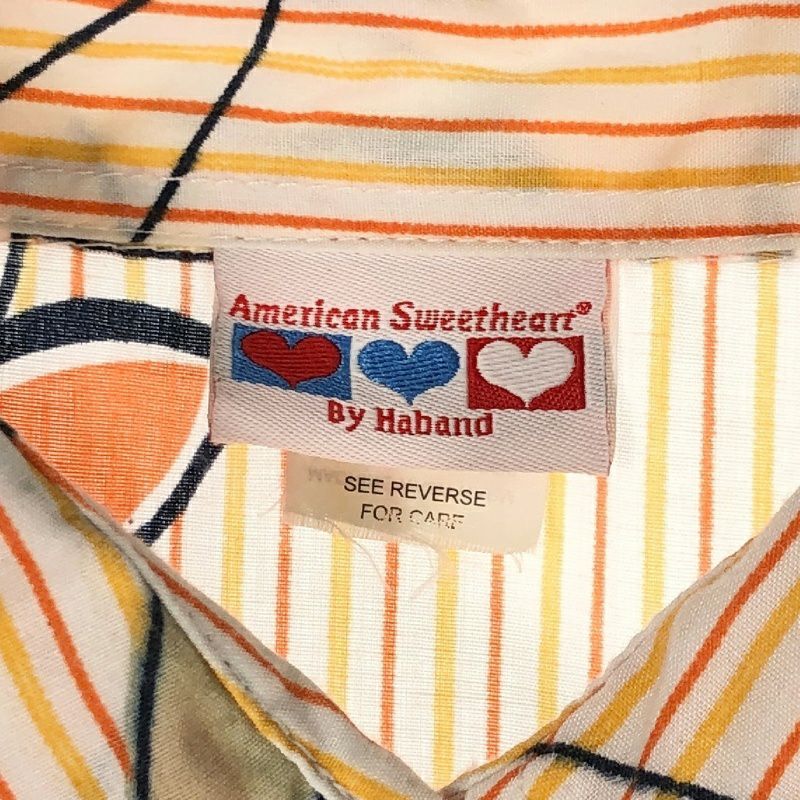 American Sweetheart®
By Haband
SEE REVERSE
FOR CARE